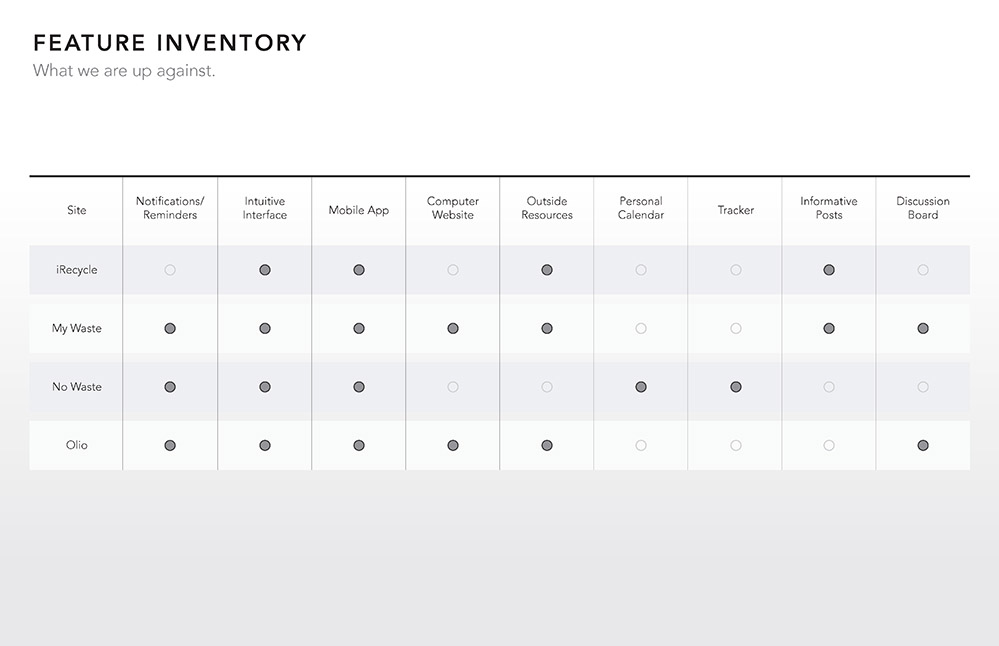 FEATURE INVENTORY
What we are up against.
Site
Notifications/
Reminders
Intuitive
Interface
Mobile App
Computer
Website
Outside
Resources
Personal
Calendar
Tracker
Informative
Posts
Discussion
Board
iRecycle
My Waste
No Waste
Olio